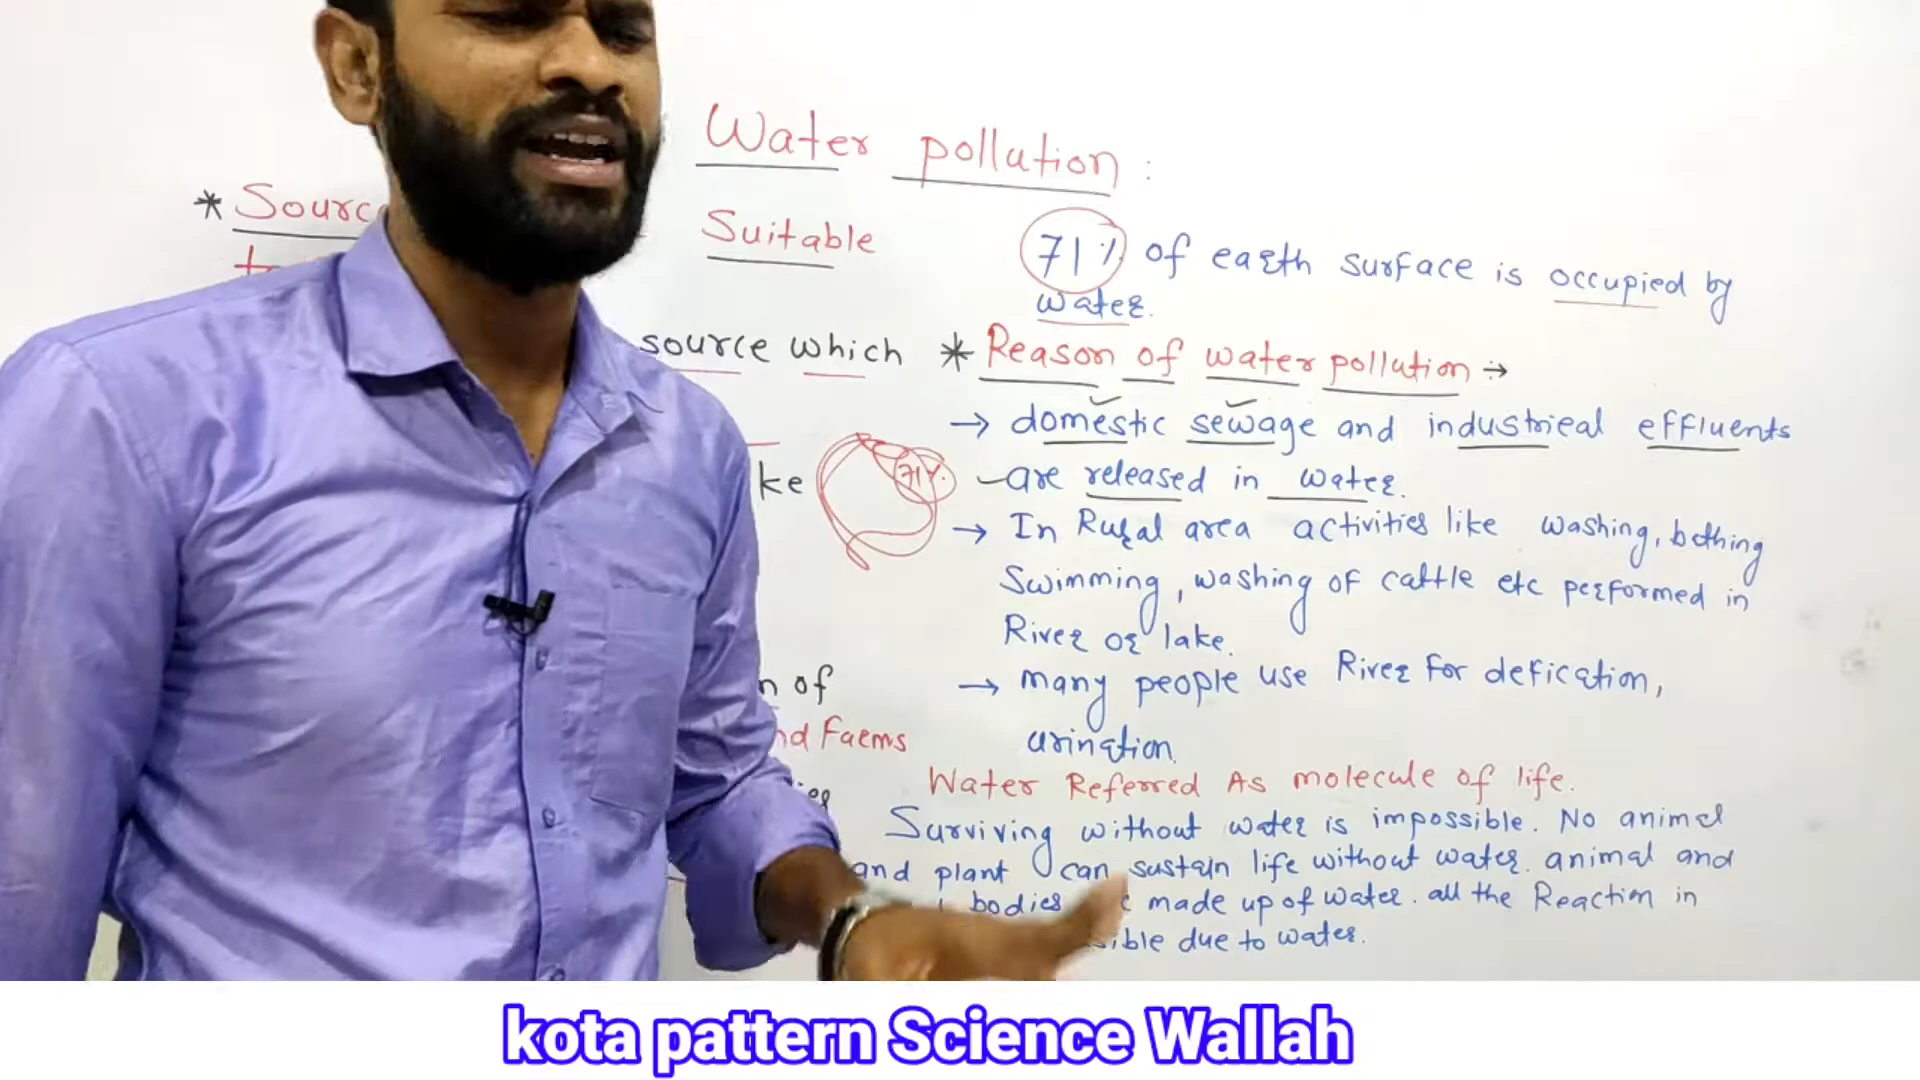 Water pollution :
* Sourc
Suitable
71% of earth surface is occupied by
water.
source which
* Reason of water pollution →
→ domestic sewage and industrieal effluents
are released in water.
ke
71%.
→ In Rural area activities like washing, bething
Swimming, washing of cattle etc performed in
River or lake.
→ many people use River for defication,
urination.
n of
nd Faems
Water Referred As molecule of life.
Surviving without water is impossible. No animal
and plant can sustain life without water. animal and
bodies made up of water. all the Reaction in
sible due to water.
kota pattern Science Wallah